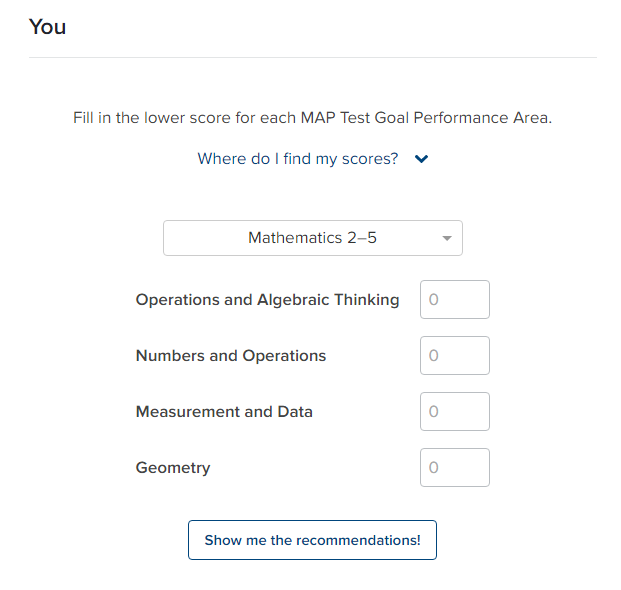 You
Fill in the lower score for each MAP Test Goal Performance Area.
Where do I find my scores?
Mathematics 2–5
Operations and Algebraic Thinking 0
Numbers and Operations 0
Measurement and Data 0
Geometry 0
Show me the recommendations!